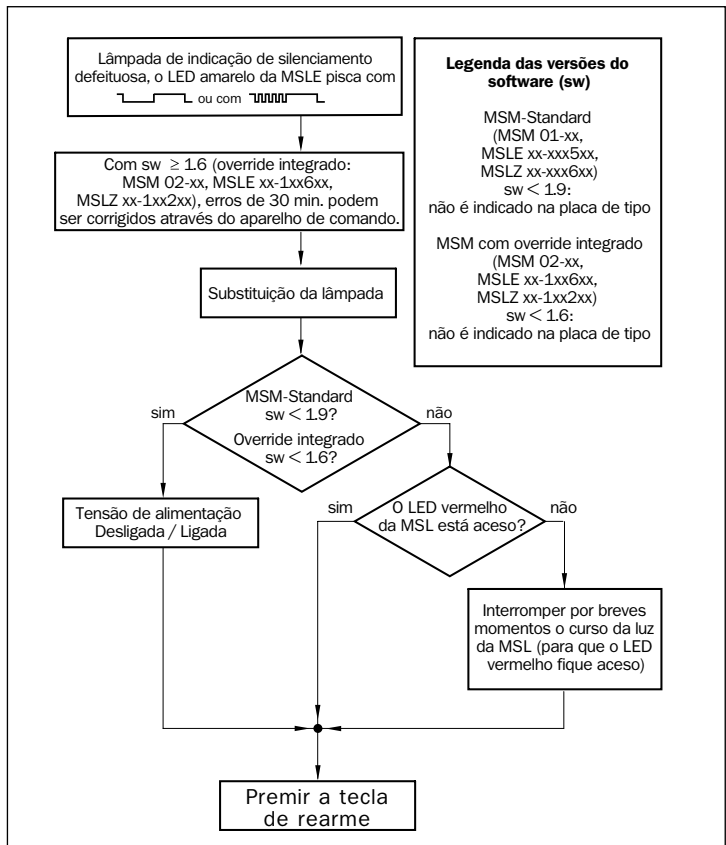 Lâmpada de indicação de silenciamento
defeituosa, o LED amarelo da MSLE pisca com
ou com
Com sw ≥ 1.6 (override integrado:
MSM 02-xx, MSLE xx-1xx6xx,
MSLZ xx-1xx2xx), erros de 30 min. podem
ser corrigidos através do aparelho de comando.
Substituição da lâmpada
MSM-Standard
sw < 1.9?
Override integrado
sw < 1.6?
sim
não
Tensão de alimentação
Desligada / Ligada
O LED vermelho
da MSL está aceso?
sim
não
Interromper por breves
momentos o curso da luz
da MSL (para que o LED
vermelho fique aceso)
Premir a tecla
de rearme
Legenda das versões do
software (sw)
MSM-Standard
(MSM 01-xx,
MSLE xx-xxx5xx,
MSLZ xx-xxx6xx)
sw < 1.9:
não é indicado na placa de tipo
MSM com override integrado
(MSM 02-xx,
MSLE xx-1xx6xx,
MSLZ xx-1xx2xx)
sw < 1.6:
não é indicado na placa de tipo